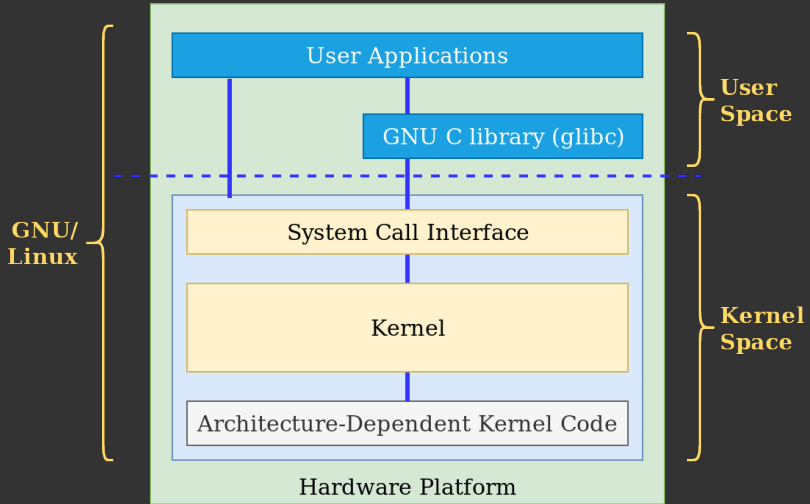 User Applications
User
Space
GNU C library (glibc)
GNU/
Linux
System Call Interface
Kernel
Kernel
Space
Architecture-Dependent Kernel Code
Hardware Platform